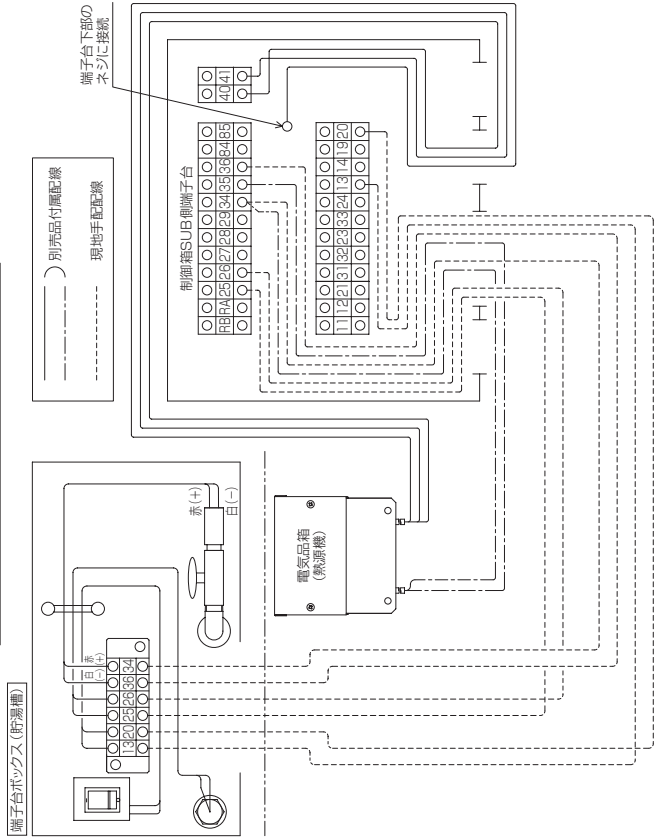 端子台ボックス（貯湯槽）
白 赤
(−) (+)
13 20 25 26 36 34
赤(+)
白(−)
電気品箱
(熱源機)
別売品付属配線
現地手配配線
端子台下部の
ネジに接続
制御箱SUB側端子台
RB RA 25 26 27 28 29 34 35 36 84 85
40 41
11 12 21 31 32 23 33 24 13 14 19 20